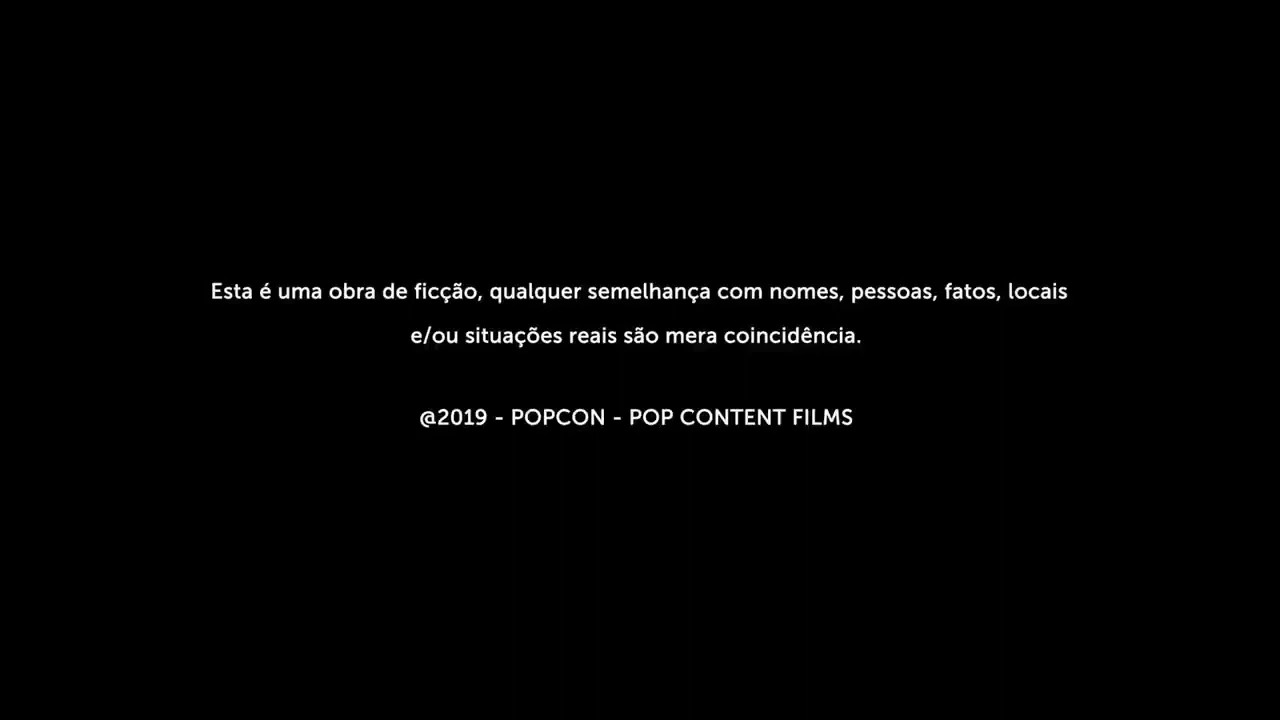 Esta é uma obra de ficção, qualquer semelhança com nomes, pessoas, fatos, locais
e/ou situações reais são mera coincidência.
@2019 - POPCON - POP CONTENT FILMS